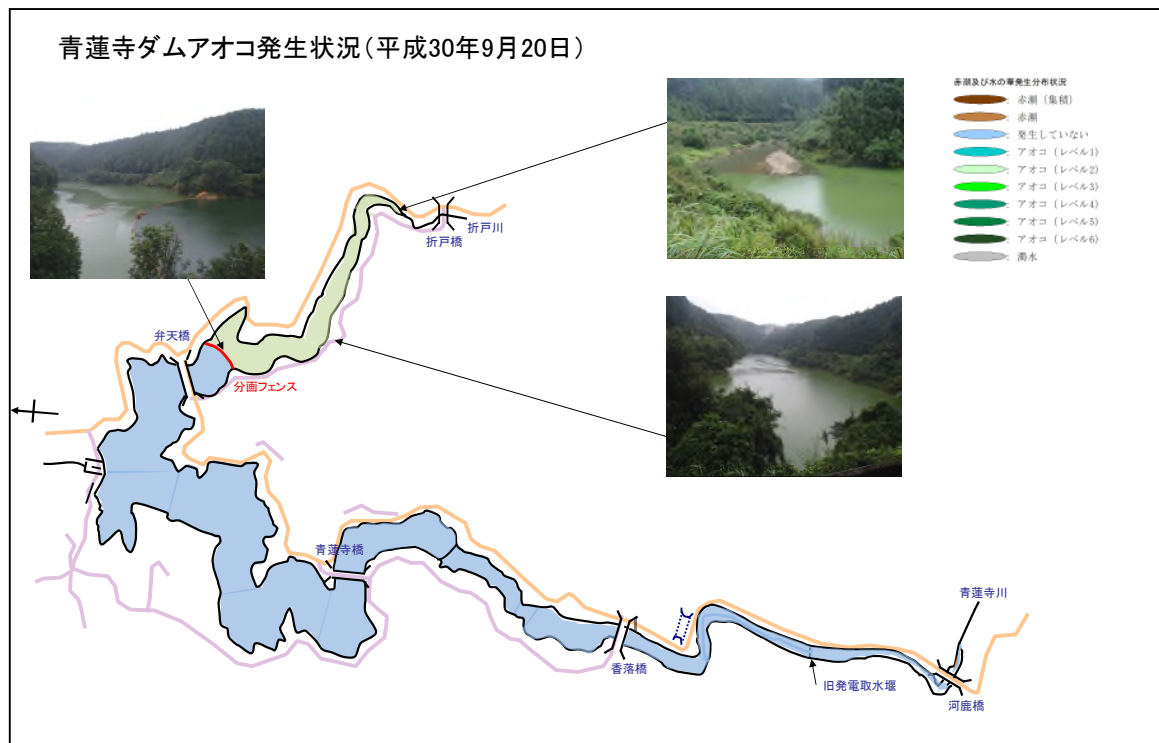 青蓮寺ダムアオコ発生状況(平成30年9月20日)
赤潮及び水の華発生分布状況
: 赤潮 (集積)
: 赤潮
: 発生していない
: アオコ (レベル1)
: アオコ (レベル2)
: アオコ (レベル3)
: アオコ (レベル4)
: アオコ (レベル5)
: アオコ (レベル6)
: 濁水
折戸川
折戸橋
弁天橋
分画フェンス
青蓮寺橋
青蓮寺川
香落橋
旧発電取水堰
河鹿橋